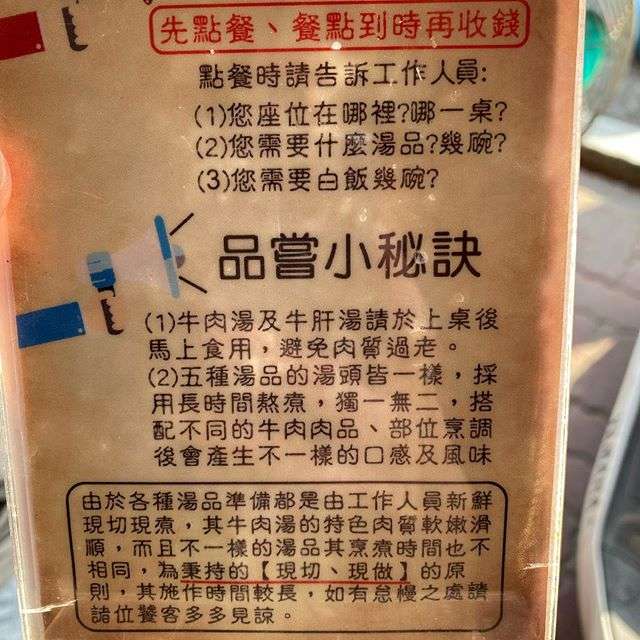 先點餐、餐點到時再收錢
點餐時請告訴工作人員:
(1)您座位在哪裡?哪一桌?
(2)您需要什麼湯品?幾碗?
(3)您需要白飯幾碗?
品嘗小秘訣
(1)牛肉湯及牛肝湯請於上桌後
馬上食用，避免肉質過老。
(2)五種湯品的湯頭皆一樣，採
用長時間熬煮，獨一無二，搭
配不同的牛肉肉品、部位烹調
後會產生不一樣的口感及風味
由於各種湯品準備都是由工作人員新鮮
現切現煮，其牛肉湯的特色肉質軟嫩滑
順，而且不一樣的湯品其烹煮時間也不
相同，為秉持的【現切、現做】的原
則，其施作時間較長，如有怠慢之處請
諸位饕客多多見諒。